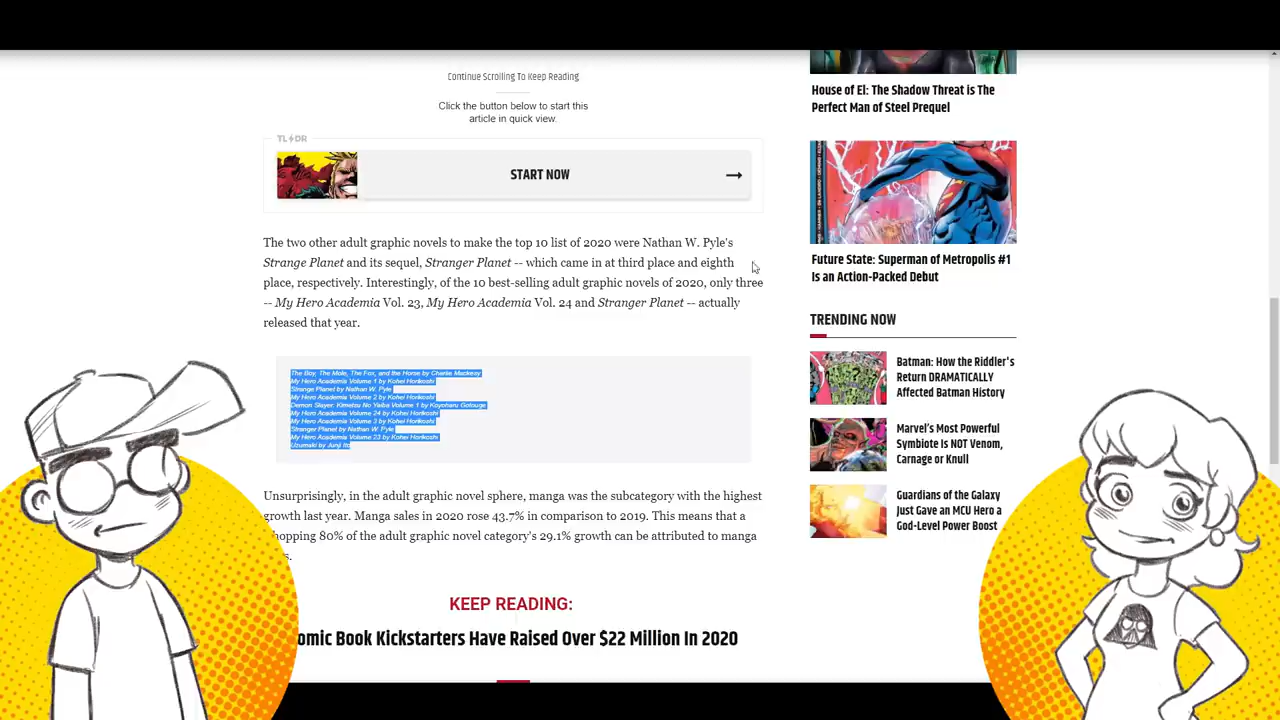 Continue Scrolling To Keep Reading
Click the button below to start this
article in quick view.
TL DR
START NOW
The two other adult graphic novels to make the top 10 list of 2020 were Nathan W. Pyle's
Strange Planet and its sequel, Stranger Planet -- which came in at third place and eighth
place, respectively. Interestingly, of the 10 best-selling adult graphic novels of 2020, only three
-- My Hero Academia Vol. 23, My Hero Academia Vol. 24 and Stranger Planet -- actually
released that year.
The Boy, The Mole, The Fox, and the Horse by Charlie Mackesy
My Hero Academia Volume 1 by Kohei Horikoshi
Strange Planet by Nathan W. Pyle
My Hero Academia Volume 2 by Kohei Horikoshi
Demon Slayer: Kimetsu No Yaiba Volume 1 by Koyoharu Gotouge
My Hero Academia Volume 24 by Kohei Horikoshi
My Hero Academia Volume 3 by Kohei Horikoshi
Stranger Planet by Nathan W. Pyle
My Hero Academia Volume 23 by Kohei Horikoshi
Uzumaki by Junji Ito
Unsurprisingly, in the adult graphic novel sphere, manga was the subcategory with the highest
growth last year. Manga sales in 2020 rose 43.7% in comparison to 2019. This means that a
hopping 80% of the adult graphic novel category's 29.1% growth can be attributed to manga
KEEP READING:
omic Book Kickstarters Have Raised Over $22 Million In 2020
House of El: The Shadow Threat is The
Perfect Man of Steel Prequel
Future State: Superman of Metropolis #1
Is an Action-Packed Debut
TRENDING NOW
Batman: How the Riddler's
Return DRAMATICALLY
Affected Batman History
Marvel's Most Powerful
Symbiote Is NOT Venom,
Carnage or Knull
Guardians of the Galaxy
Just Gave an MCU Hero a
God-Level Power Boost